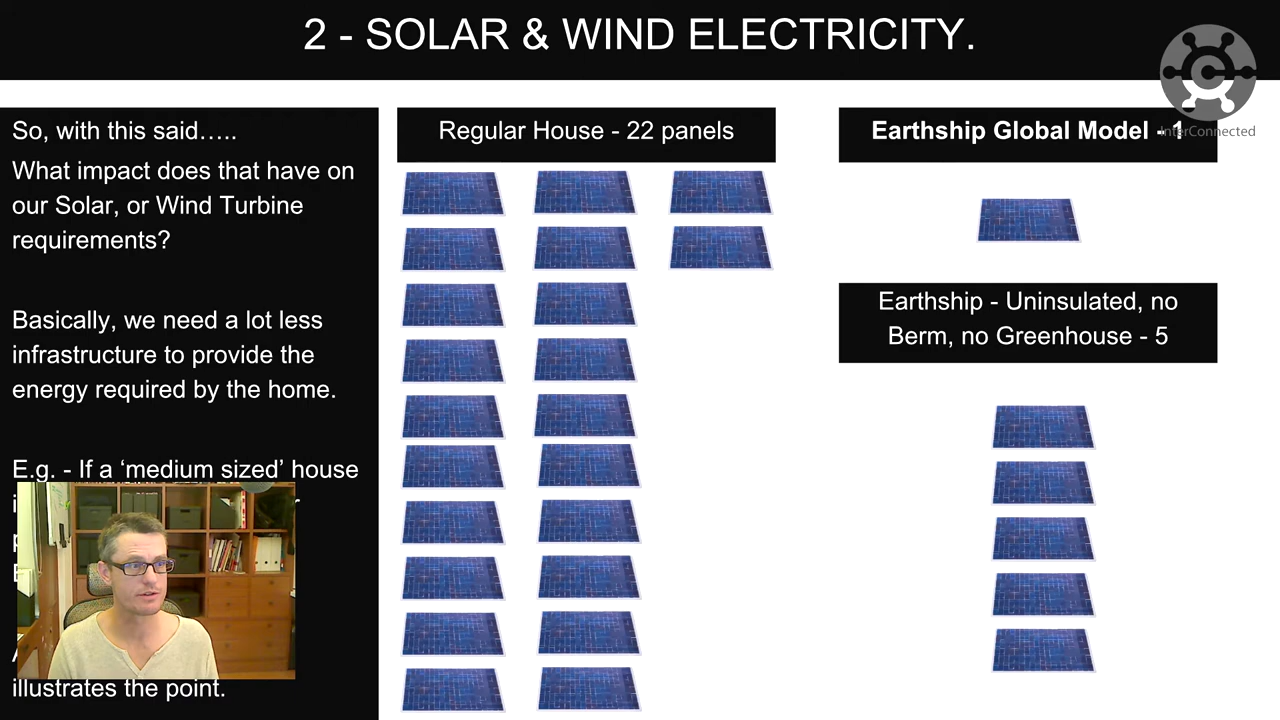 2 - SOLAR & WIND ELECTRICITY.
So, with this said…..
What impact does that have on
our Solar, or Wind Turbine
requirements?
Basically, we need a lot less
infrastructure to provide the
energy required by the home.
E.g. - If a ‘medium sized’ house
illustrates the point.
Regular House - 22 panels
Earthship Global Model - 1
InterConnected
Earthship - Uninsulated, no
Berm, no Greenhouse - 5